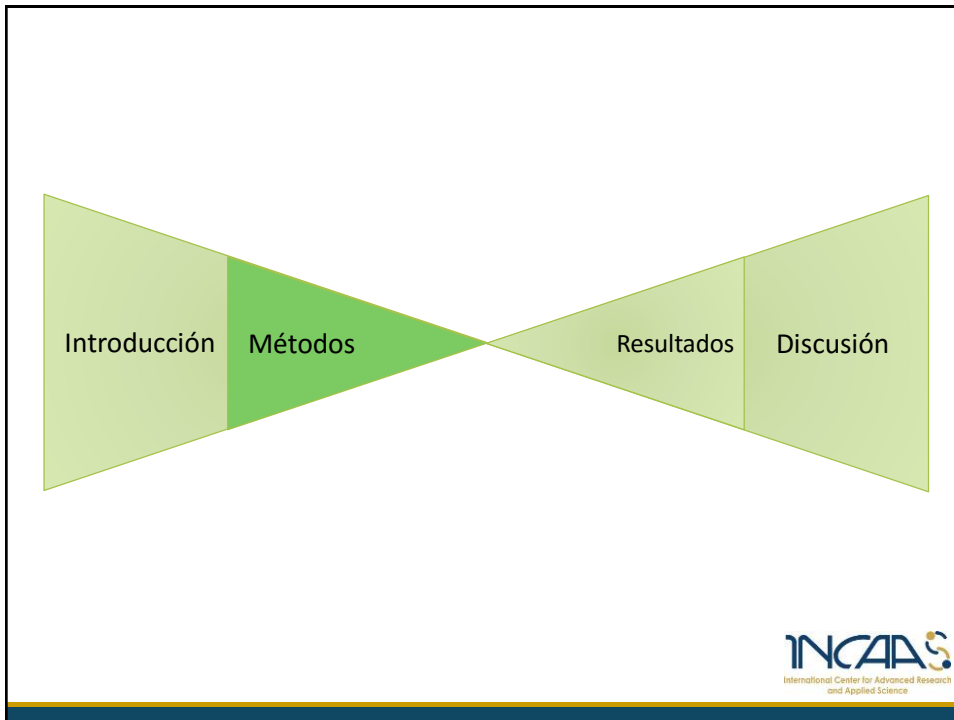 Introducción
Métodos
Resultados
Discusión
INCAAS
International Center for Advanced Research
and Applied Science